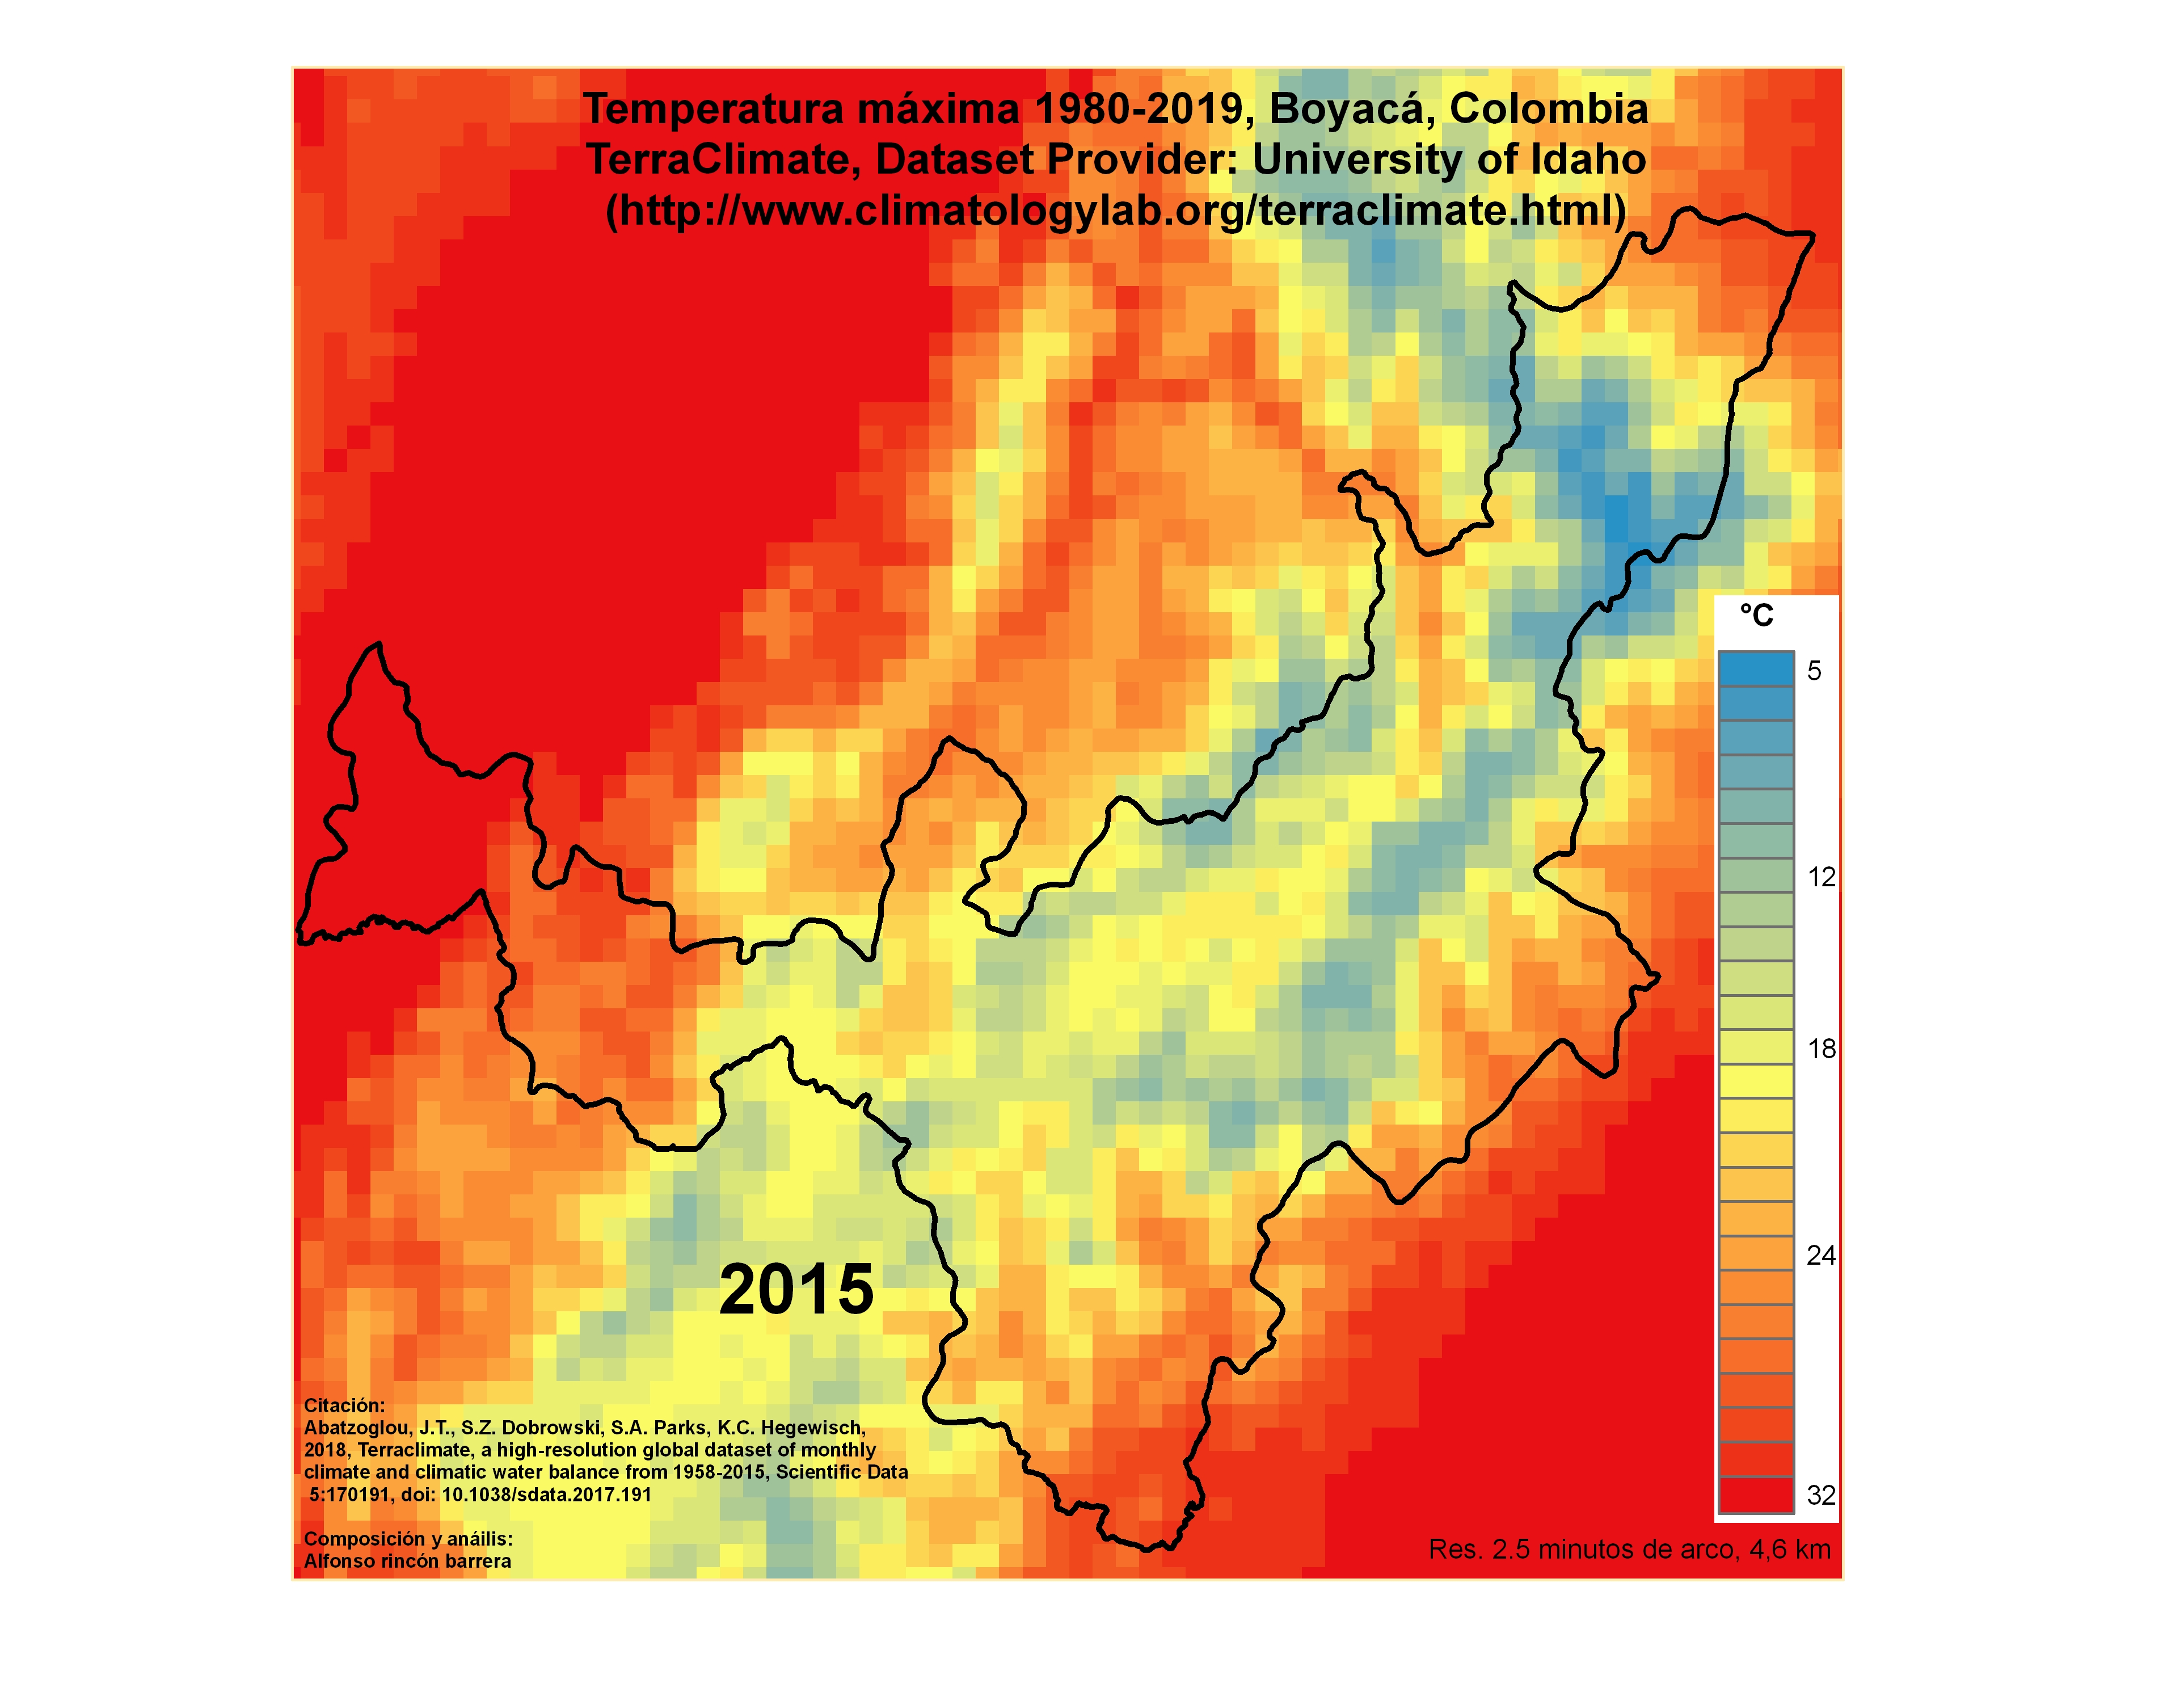 Temperatura máxima 1980-2019, Boyacá, Colombia
TerraClimate, Dataset Provider: University of Idaho
(http://www.climatologylab.org/terraclimate.html)
ºC
5
12
18
24
32
2015
Citación:
Abatzoglou, J.T., S.Z. Dobrowski, S.A. Parks, K.C. Hegewisch,
2018, Terraclimate, a high-resolution global dataset of monthly
climate and climatic water balance from 1958-2015, Scientific Data
5:170191, doi: 10.1038/sdata.2017.191
Composición y anáilis:
Alfonso rincón barrera
Res. 2.5 minutos de arco, 4,6 km